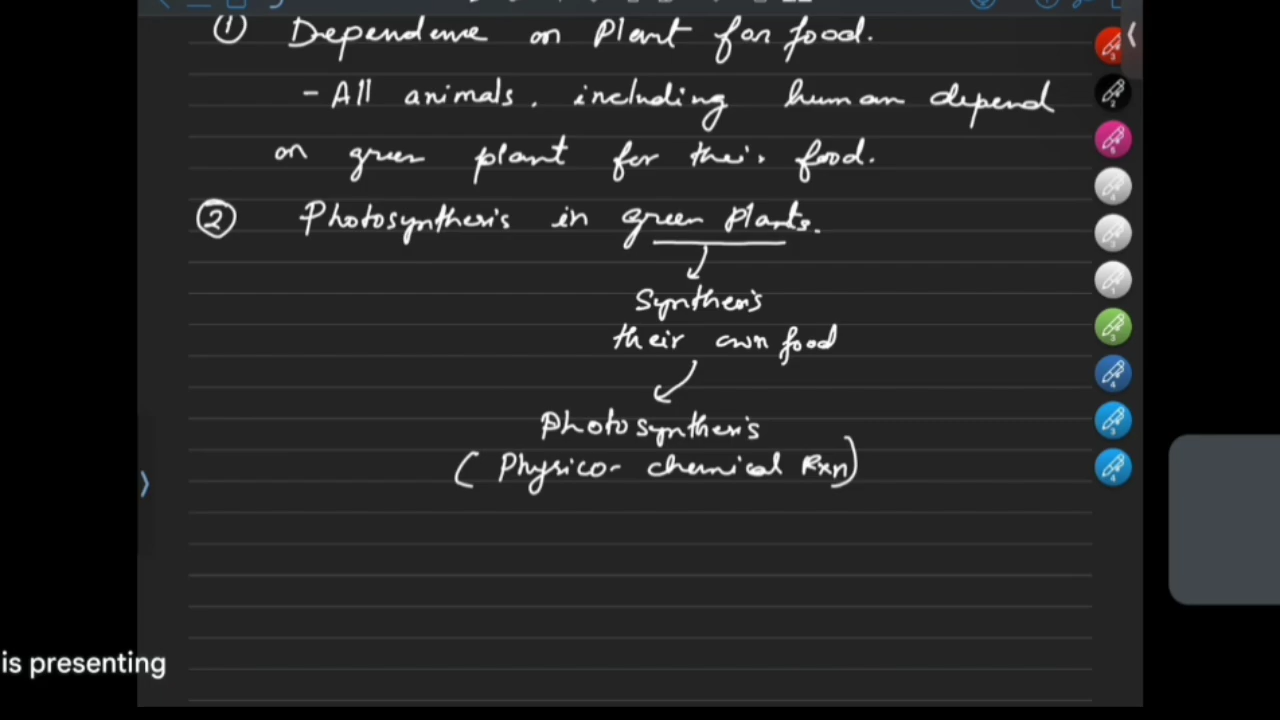 ① Dependence on Plant for food.
- All animals, including human depend
on green plant for their food.
② Photosynthesis in green plants.
Synthesis
their own food
Photosynthesis
(Physico-chemical Rxn)
is presenting